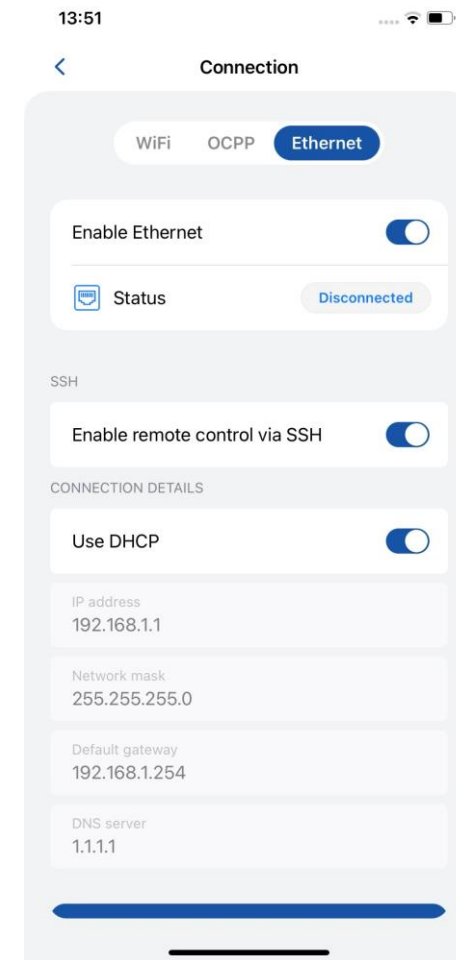 13:51
Connection
WiFi OCPP Ethernet
Enable Ethernet
Status Disconnected
SSH
Enable remote control via SSH
CONNECTION DETAILS
Use DHCP
IP address
192.168.1.1
Network mask
255.255.255.0
Default gateway
192.168.1.254
DNS server
1.1.1.1